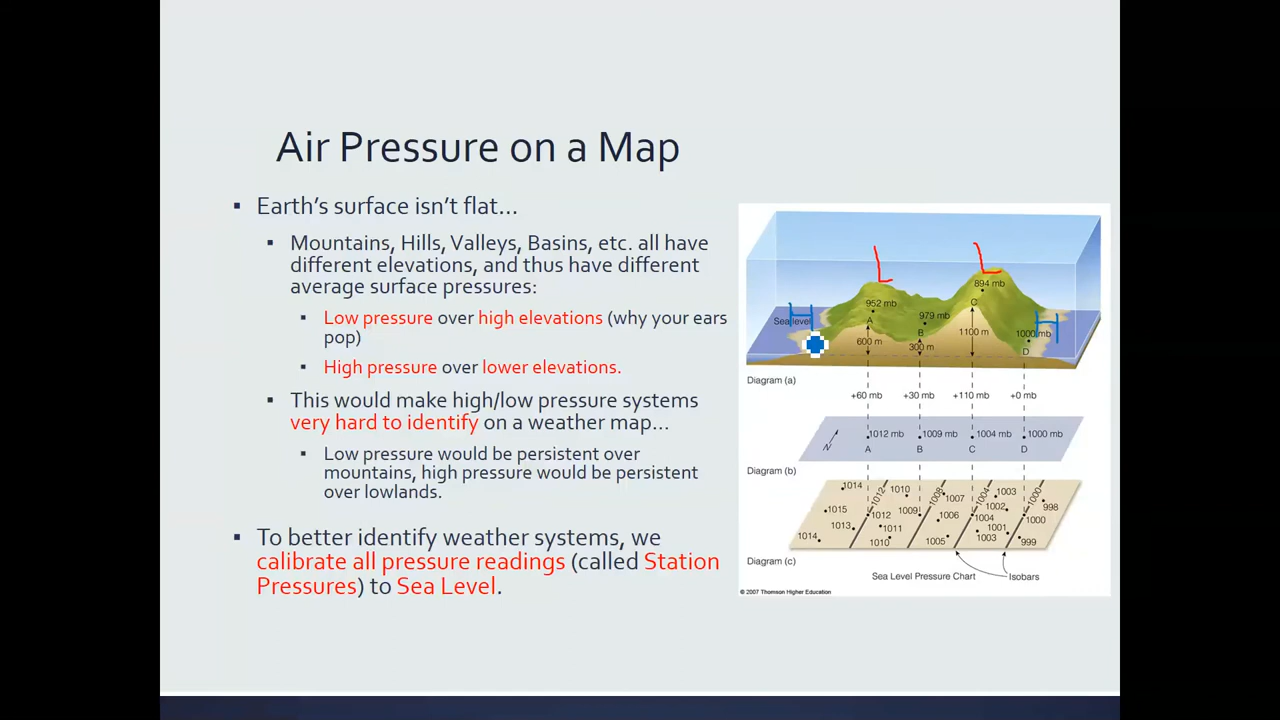 Air Pressure on a Map
▪ Earth's surface isn't flat…
▪ Mountains, Hills, Valleys, Basins, etc. all have
different elevations, and thus have different
average surface pressures:
▪ Low pressure over high elevations (why your ears
pop)
▪ High pressure over lower elevations.
▪ This would make high/low pressure systems
very hard to identify on a weather map…
▪ Low pressure would be persistent over
mountains, high pressure would be persistent
over lowlands.
▪ To better identify weather systems, we
calibrate all pressure readings (called Station
Pressures) to Sea Level.
L L
894 mb
952 mb C
H Sea level A 979 mb H
B 1100 m 1000 mb
600 m 300 m D
Diagram (a)
+60 mb +30 mb +110 mb +0 mb
N 1012 mb 1009 mb 1004 mb 1000 mb
A B C D
Diagram (b)
1014 1012 1010 1008 1007 1004 1003 1000
1015 1012 1009 1006 1004 1002 1000 998
1013 1011 1001
1014 1010 1005 1003 999
Diagram (c)
Sea Level Pressure Chart Isobars
© 2007 Thomson Higher Education